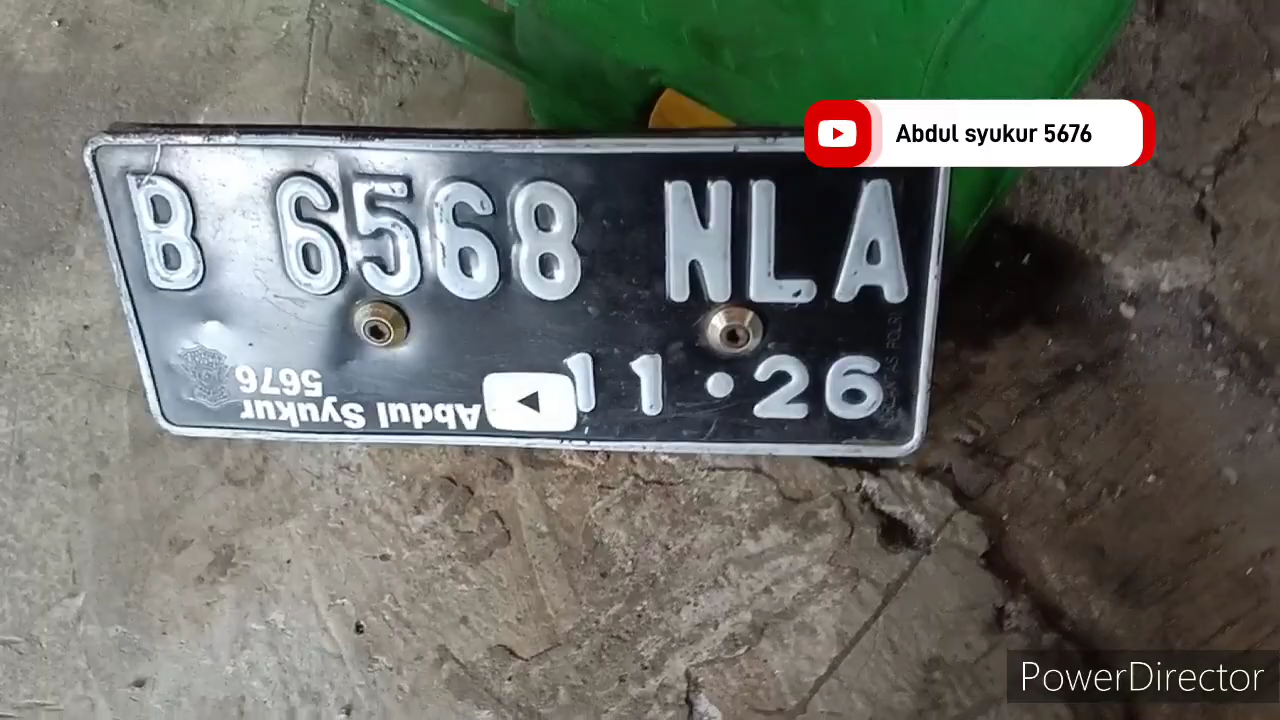 Abdul syukur 5676
B 6568 NLA
11•26
Abdul Syukur
5676
PowerDirector